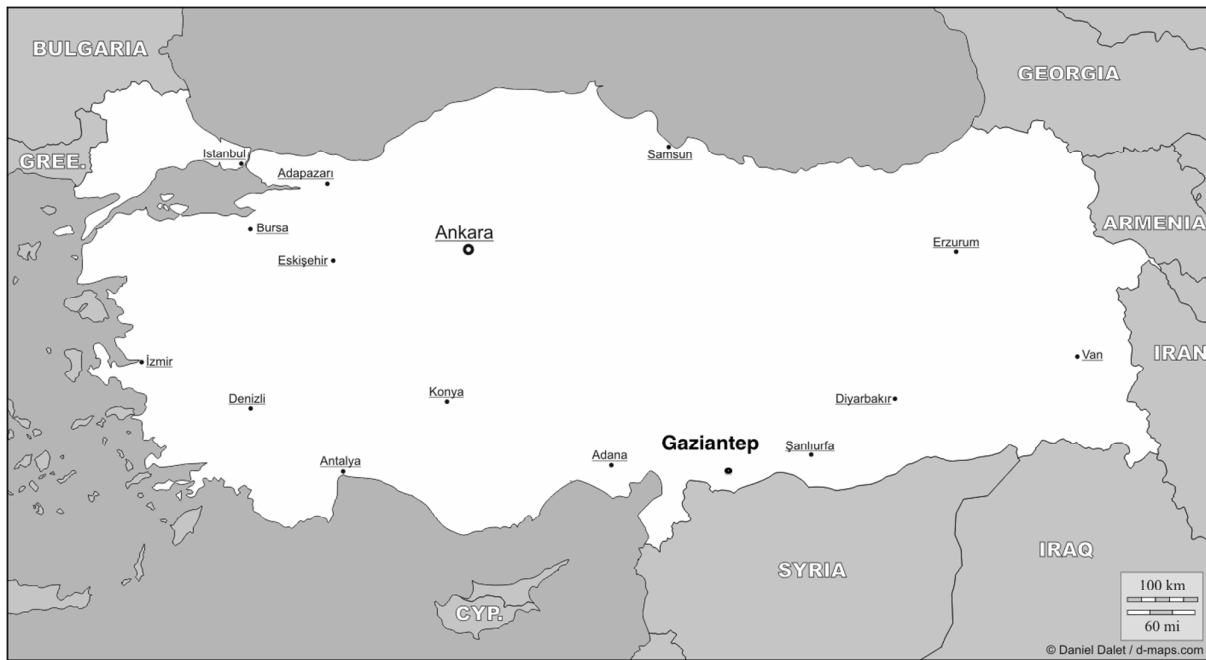 BULGARIA
GEORGIA
GREE.
Istanbul
Samsun
Adapazarı
ARMENIA
Bursa
Ankara
Erzurum
Eskişehir
İzmir
Van
IRAN
Denizli
Konya
Diyarbakır
Gaziantep
Şanlıurfa
Antalya
Adana
SYRIA
IRAQ
CYP.
100 km
60 mi
© Daniel Dalet / d-maps.com